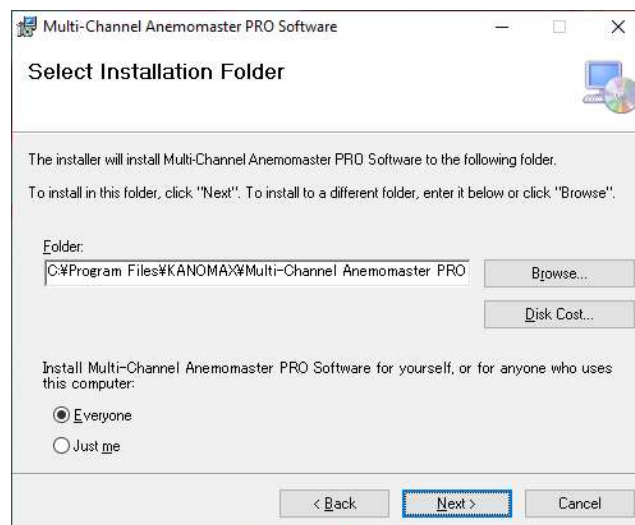 Multi-Channel Anemomaster PRO Software
Select Installation Folder
The installer will install Multi-Channel Anemomaster PRO Software to the following folder.
To install in this folder, click "Next". To install to a different folder, enter it below or click "Browse".
Folder:
C:¥Program Files¥KANOMAX¥Multi-Channel Anemomaster PRO
Browse...
Disk Cost...
Install Multi-Channel Anemomaster PRO Software for yourself, or for anyone who uses
this computer:
Everyone
Just me
< Back
Next >
Cancel